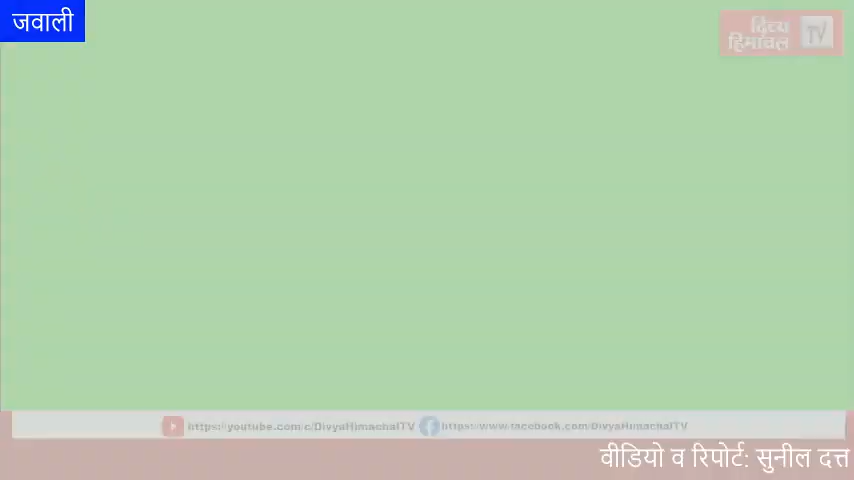 जवाली
दिव्य
हिमाचल TV
https://youtube.com/c/DivyaHimachalTV https://www.facebook.com/DivyaHimachalTV
वीडियो व रिपोर्ट: सुनील दत्त